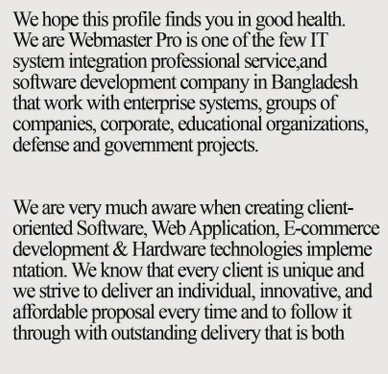 We hope this profile finds you in good health.
We are Webmaster Pro is one of the few IT
system integration professional service,and
software development company in Bangladesh
that work with enterprise systems, groups of
companies, corporate, educational organizations,
defense and government projects.
We are very much aware when creating client-
oriented Software, Web Application, E-commerce
development & Hardware technologies impleme
ntation. We know that every client is unique and
we strive to deliver an individual, innovative, and
affordable proposal every time and to follow it
through with outstanding delivery that is both